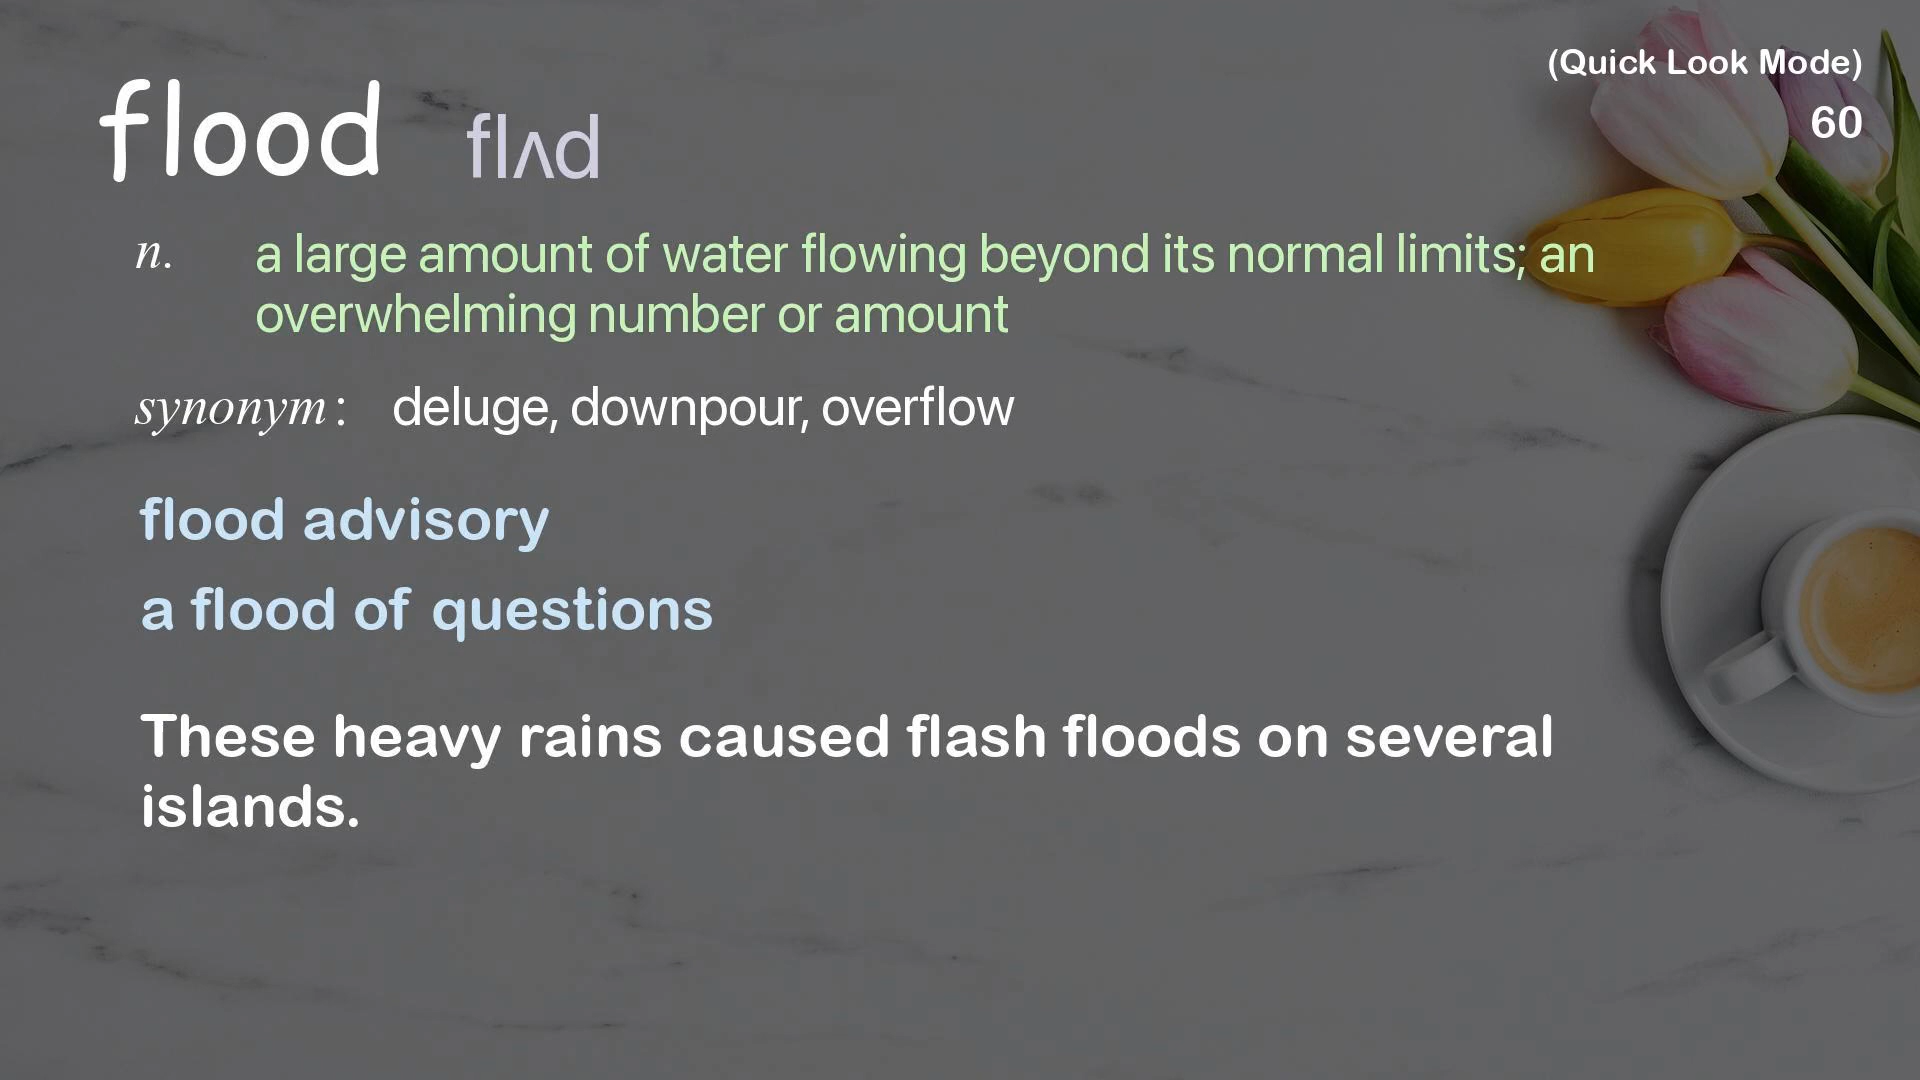 (Quick Look Mode)
flood flʌd
60
n. a large amount of water flowing beyond its normal limits; an
overwhelming number or amount
synonym: deluge, downpour, overflow
flood advisory
a flood of questions
These heavy rains caused flash floods on several
islands.